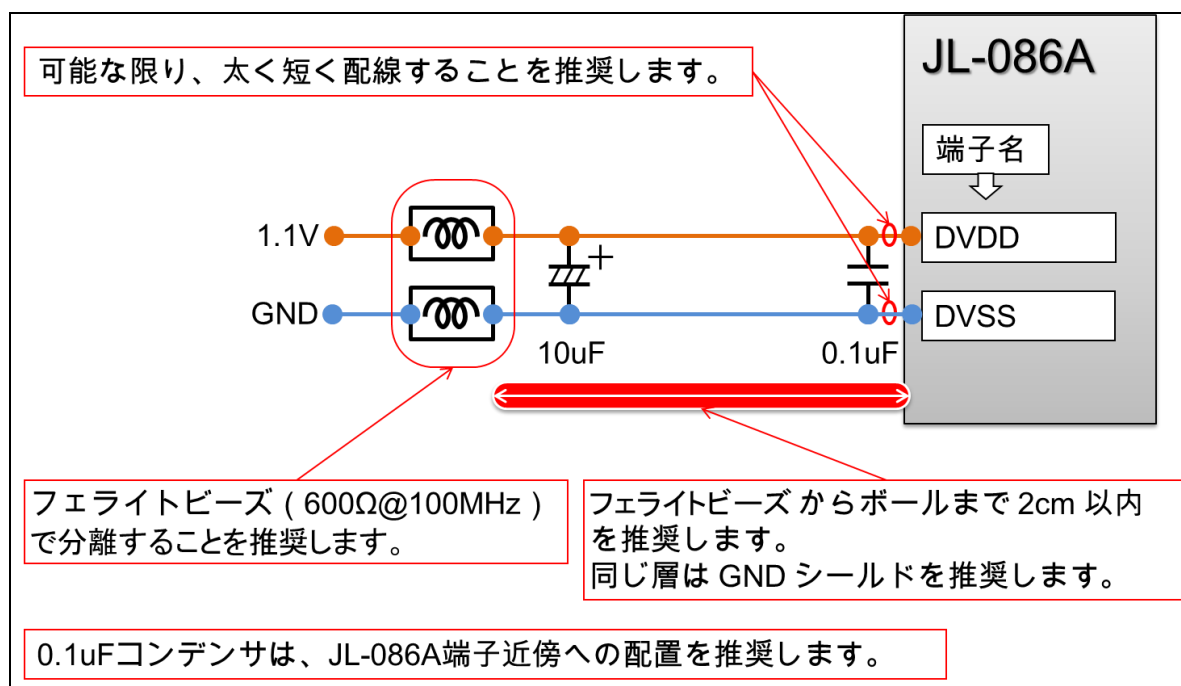 可能な限り、太く短く配線することを推奨します。
JL-086A
端子名
1.1V
DVDD
+
GND
DVSS
10uF
0.1uF
フェライトビーズ ( 600Ω@100MHz )
で分離することを推奨します。
フェライトビーズ からボールまで 2cm 以内
を推奨します。
同じ層は GND シールドを推奨します。
0.1uFコンデンサは、JL-086A端子近傍への配置を推奨します。